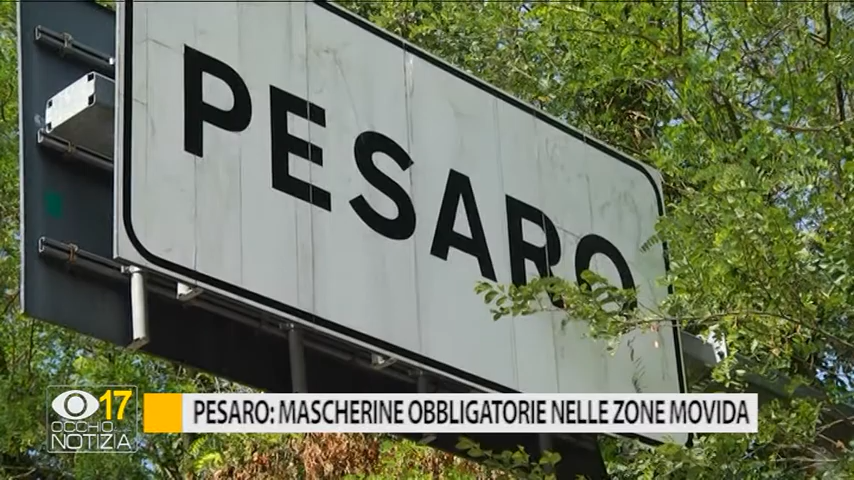 PESARO
17
OCCHIO
NOTIZIA
PESARO: MASCHERINE OBBLIGATORIE NELLE ZONE MOVIDA